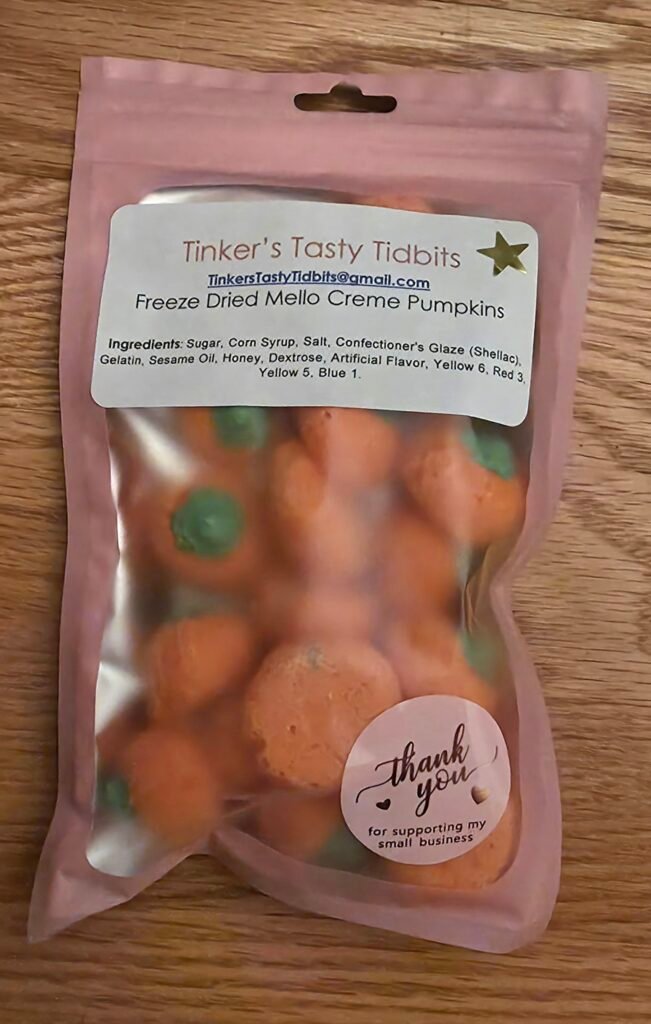 Tinker's Tasty Tidbits
TinkersTastyTidbits@gmail.com
Freeze Dried Mello Creme Pumpkins
Ingredients: Sugar, Corn Syrup, Salt, Confectioner's Glaze (Shellac),
Gelatin, Sesame Oil, Honey, Dextrose, Artificial Flavor, Yellow 6, Red 3,
Yellow 5, Blue 1.
thank
you
for supporting my
small business